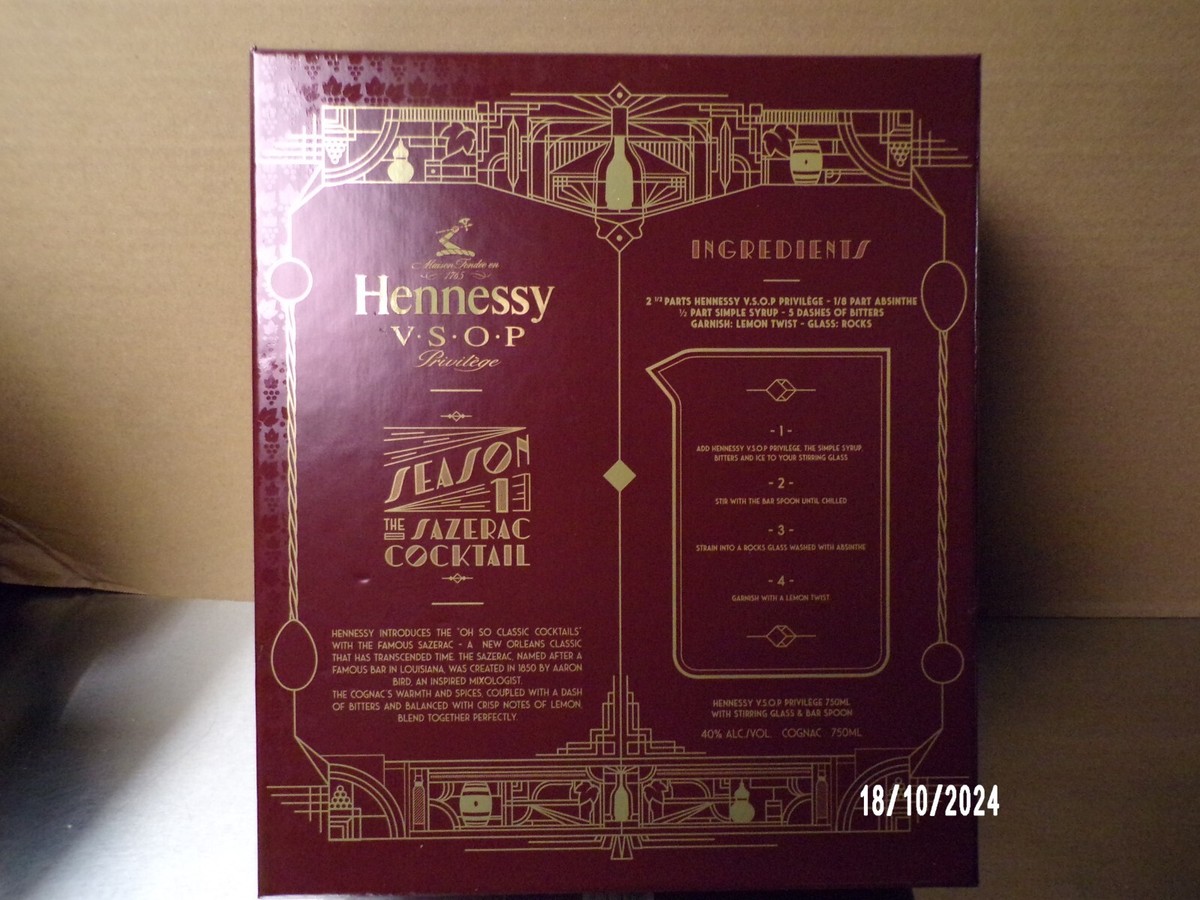 Maison Fondée en
1765
Hennessy
V·S·O·P
Privilège
SEASON
13
THE SAZERAC
COCKTAIL
HENNESSY INTRODUCES THE "OH SO CLASSIC COCKTAILS"
WITH THE FAMOUS SAZERAC - A NEW ORLEANS CLASSIC
THAT HAS TRANSCENDED TIME. THE SAZERAC, NAMED AFTER A
FAMOUS BAR IN LOUISIANA, WAS CREATED IN 1850 BY AARON
BIRD, AN INSPIRED MIXOLOGIST.
THE COGNAC'S WARMTH AND SPICES, COUPLED WITH A DASH
OF BITTERS AND BALANCED WITH CRISP NOTES OF LEMON,
BLEND TOGETHER PERFECTLY.
INGREDIENTS
2 1/2 PARTS HENNESSY V.S.O.P PRIVILÈGE - 1/8 PART ABSINTHE
½ PART SIMPLE SYRUP - 5 DASHES OF BITTERS
GARNISH: LEMON TWIST - GLASS: ROCKS
-1-
ADD HENNESSY V.S.O.P PRIVILÈGE, THE SIMPLE SYRUP,
BITTERS AND ICE TO YOUR STIRRING GLASS
-2-
STIR WITH THE BAR SPOON UNTIL CHILLED
-3-
STRAIN INTO A ROCKS GLASS WASHED WITH ABSINTHE
-4-
GARNISH WITH A LEMON TWIST
HENNESSY V.S.O.P PRIVILÈGE 750ML
WITH STIRRING GLASS & BAR SPOON
40% ALC./VOL. COGNAC 750ML
18/10/2024